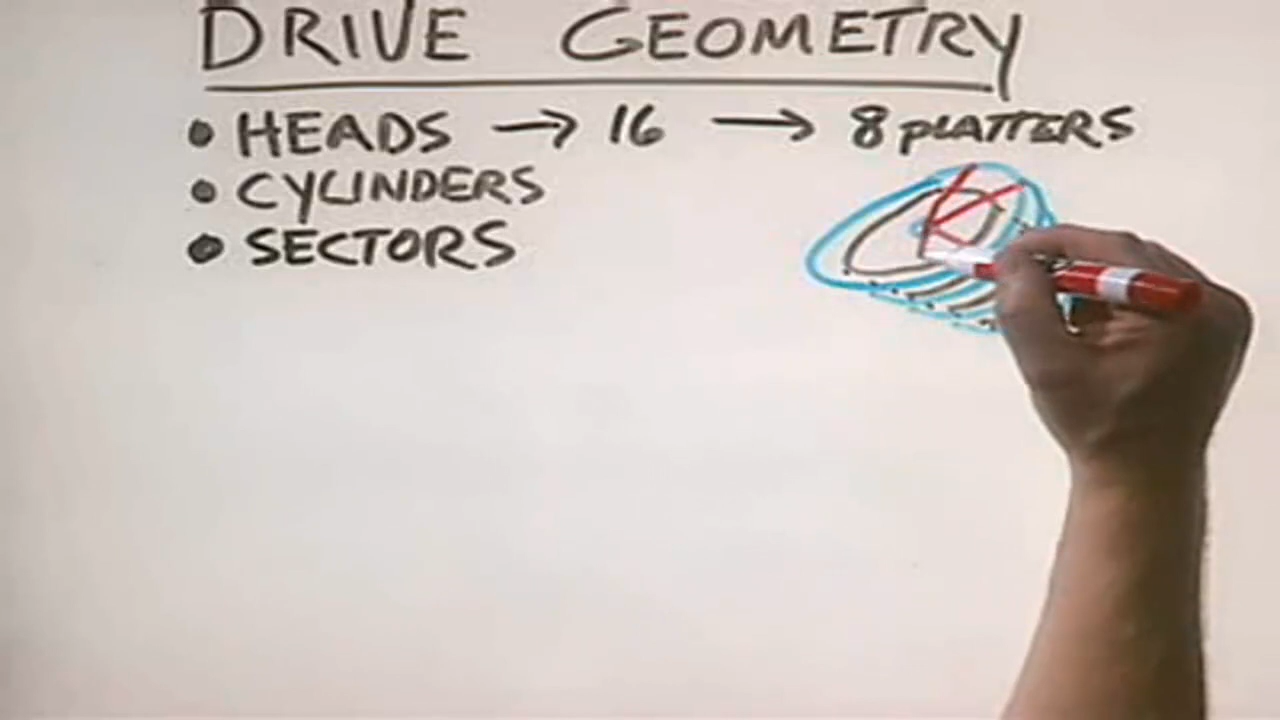 DRIVE GEOMETRY
• HEADS → 16 → 8 PLATTERS
• CYLINDERS
• SECTORS